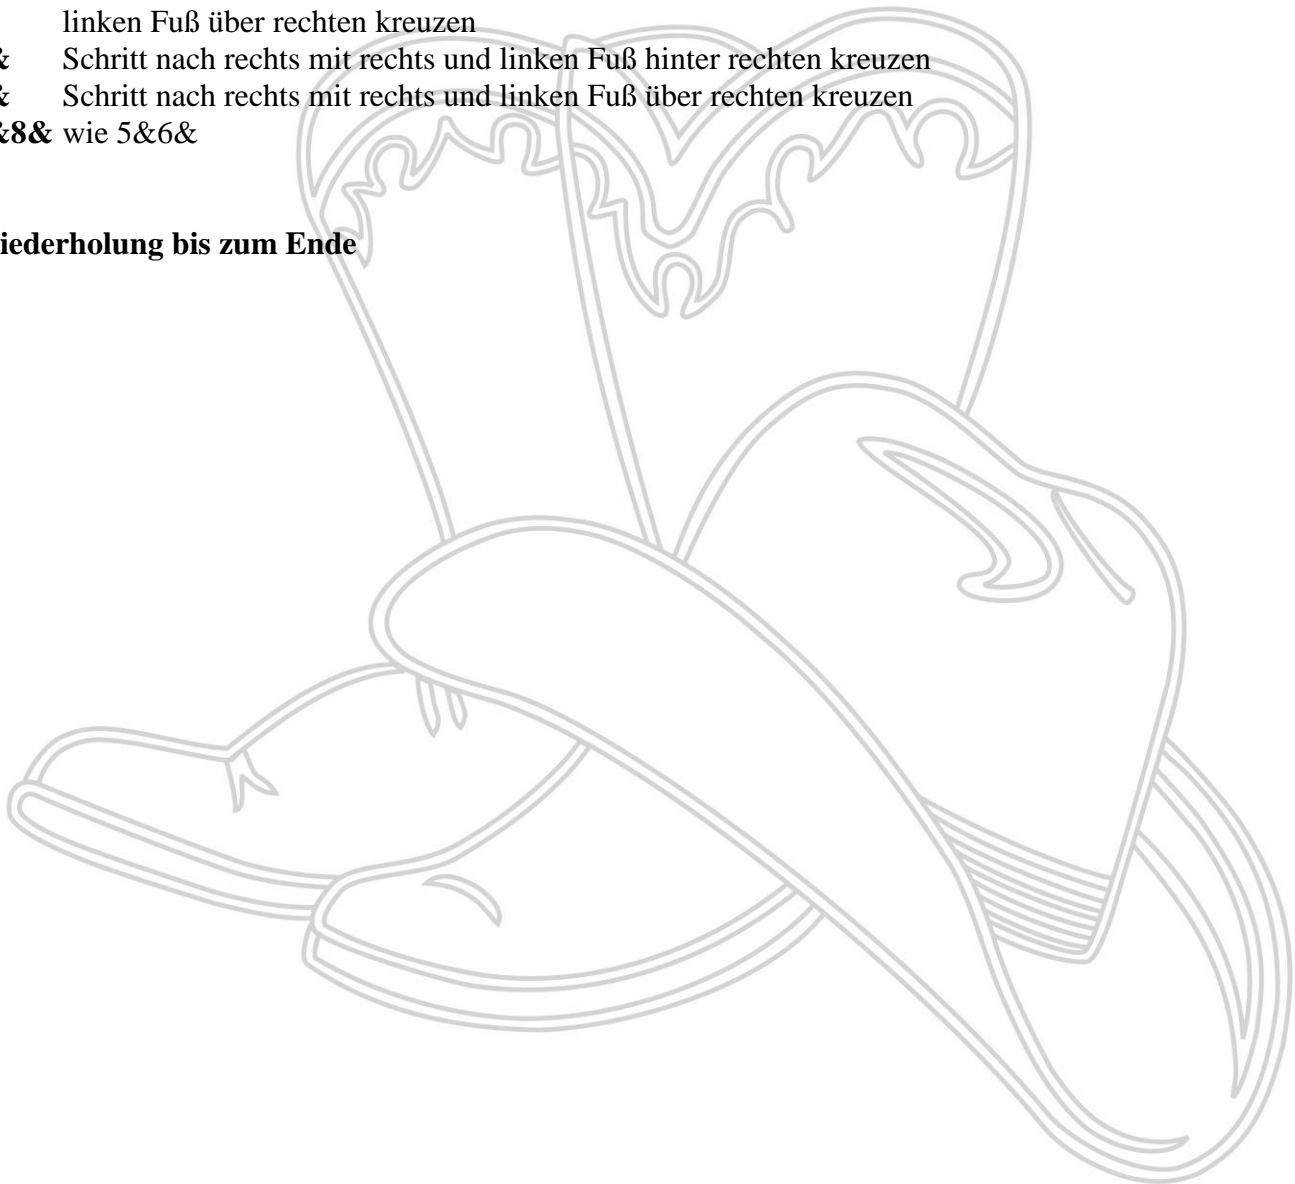 linken Fuß über rechten kreuzen
& Schritt nach rechts mit rechts und linken Fuß hinter rechten kreuzen
& Schritt nach rechts mit rechts und linken Fuß über rechten kreuzen
&8& wie 5&6&
iederholung bis zum Ende